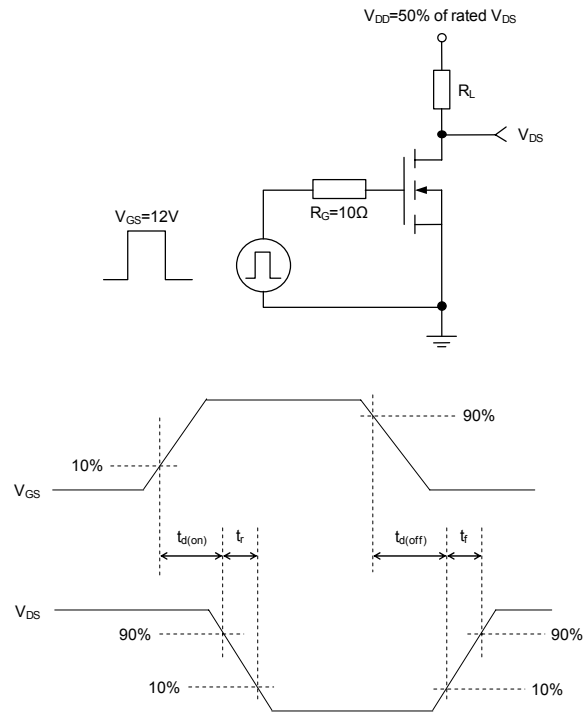 VDD=50% of rated VDS
RL
VDS
VGS=12V
RG=10Ω
90%
10%
VGS
td(on)
tr
td(off)
tf
VDS
90%
90%
10%
10%